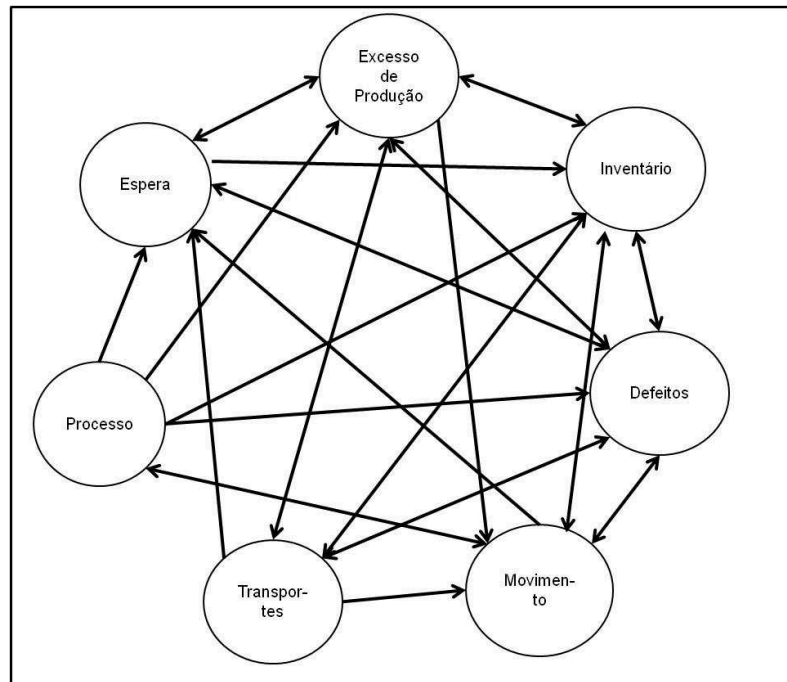 Excesso
de
Produção
Inventário
Espera
Defeitos
Processo
Movimen-
to
Transpor-
tes